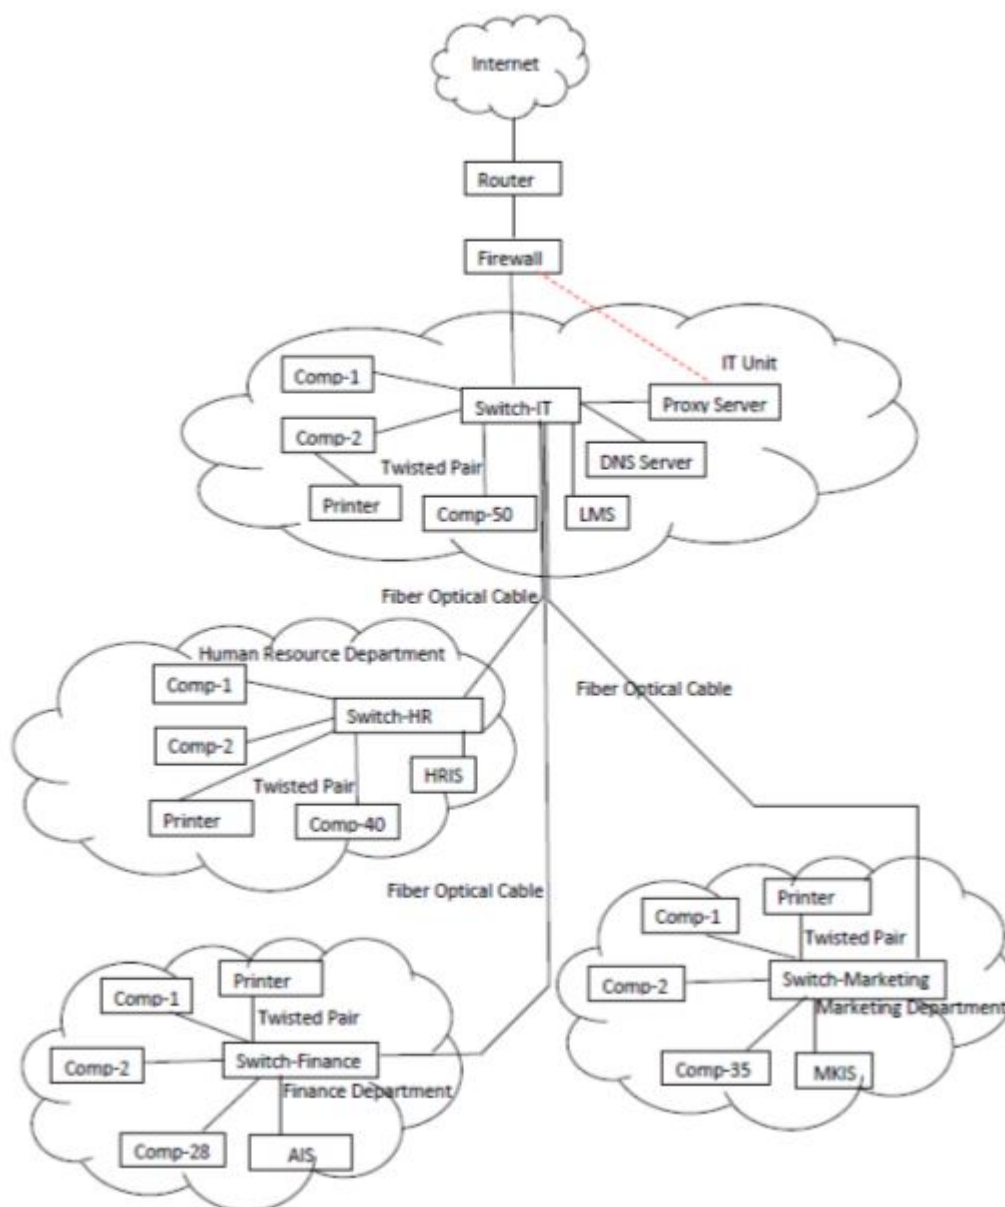 Internet
Router
Firewall
IT Unit
Comp-1
Switch-IT
Proxy Server
Comp-2
DNS Server
Twisted Pair
Printer
Comp-50
LMS
Fiber Optical Cable
Human Resource Department
Comp-1
Fiber Optical Cable
Switch-HR
Comp-2
HRIS
Twisted Pair
Printer
Comp-40
Fiber Optical Cable
Printer
Comp-1
Twisted Pair
Switch-Marketing
Comp-2
Marketing Department
Comp-35
MKIS
Printer
Comp-1
Twisted Pair
Switch-Finance
Comp-2
Finance Department
Comp-28
AIS